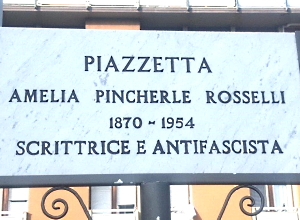 PIAZZETTA
AMELIA PINCHERLE ROSSELLI
1870 - 1954
SCRITTRICE E ANTIFASCISTA